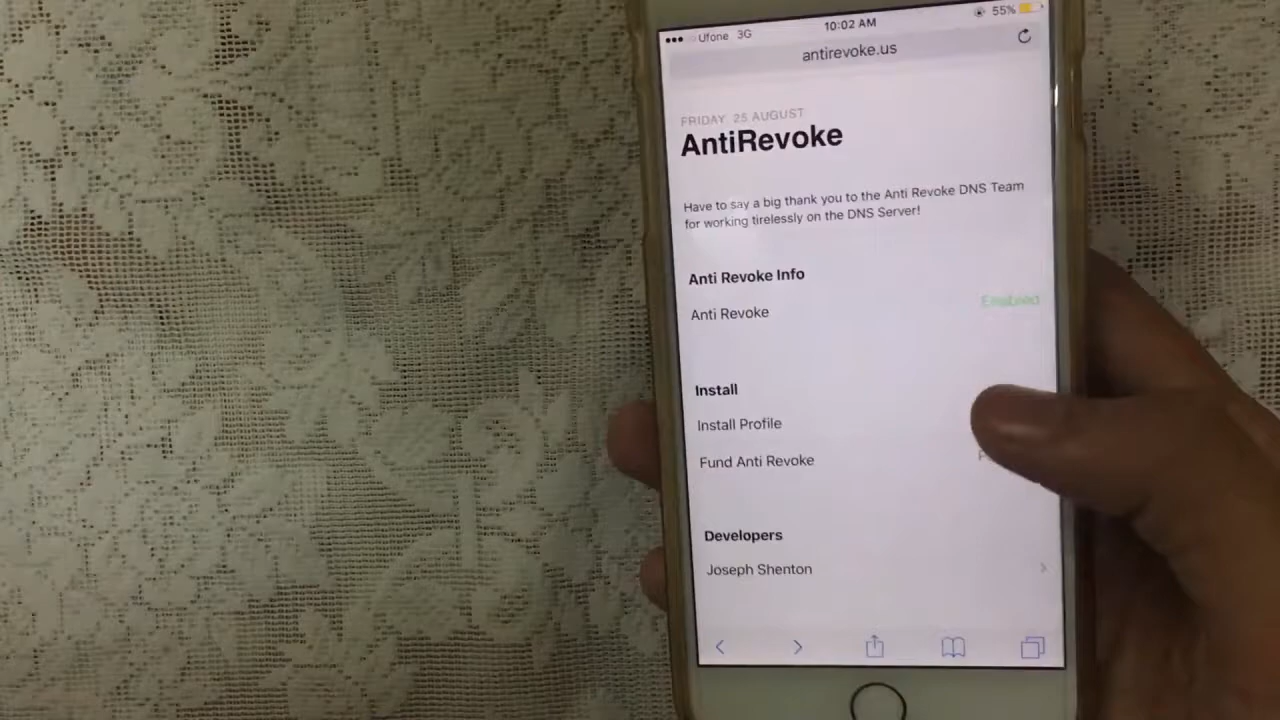 Ufone 3G 10:02 AM 55%
antirevoke.us
FRIDAY, 25 AUGUST
AntiRevoke
Have to say a big thank you to the Anti Revoke DNS Team
for working tirelessly on the DNS Server!
Anti Revoke Info
Anti Revoke Enabled
Install
Install Profile
Fund Anti Revoke
Developers
Joseph Shenton